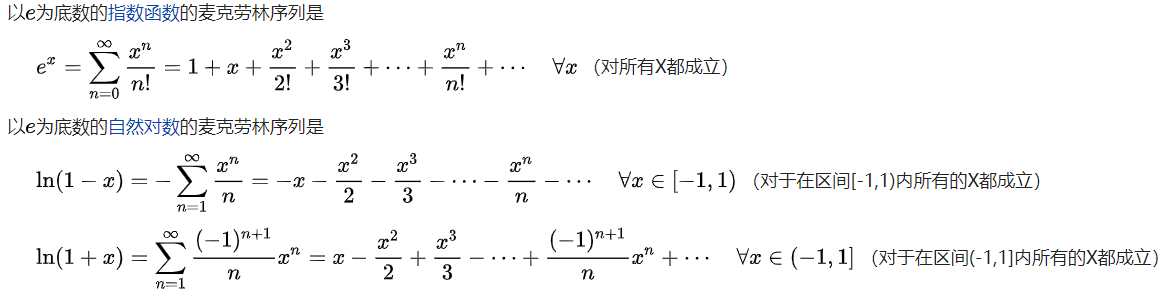 以e为底数的指数函数的麦克劳林序列是
e^x = \sum_{n=0}^{\infty} \frac{x^n}{n!} = 1 + x + \frac{x^2}{2!} + \frac{x^3}{3!} + \cdots + \frac{x^n}{n!} + \cdots \quad \forall x （对所有X都成立）
以e为底数的自然对数的麦克劳林序列是
\ln(1-x) = -\sum_{n=1}^{\infty} \frac{x^n}{n} = -x - \frac{x^2}{2} - \frac{x^3}{3} - \cdots - \frac{x^n}{n} - \cdots \quad \forall x \in [-1,1) （对于在区间[-1,1)内所有的X都成立）
\ln(1+x) = \sum_{n=1}^{\infty} \frac{(-1)^{n+1}}{n} x^n = x - \frac{x^2}{2} + \frac{x^3}{3} - \cdots + \frac{(-1)^{n+1}}{n} x^n + \cdots \quad \forall x \in (-1,1] （对于在区间(-1,1]内所有的X都成立）